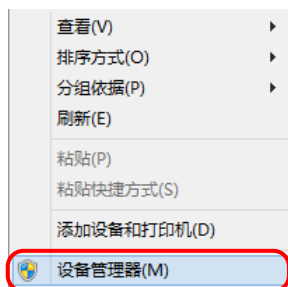 查看(V)
排序方式(O)
分组依据(P)
刷新(E)
粘贴(P)
粘贴快捷方式(S)
添加设备和打印机(D)
设备管理器(M)